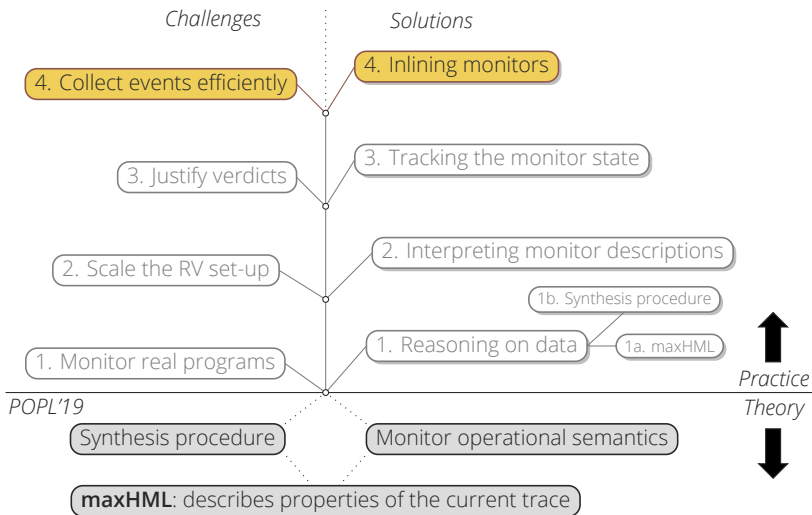 Challenges
Solutions
4. Collect events efficiently
4. Inlining monitors
3. Justify verdicts
3. Tracking the monitor state
2. Scale the RV set-up
2. Interpreting monitor descriptions
1b. Synthesis procedure
1. Monitor real programs
1. Reasoning on data
1a. maxHML
Practice
POPL'19
Theory
Synthesis procedure
Monitor operational semantics
maxHML: describes properties of the current trace